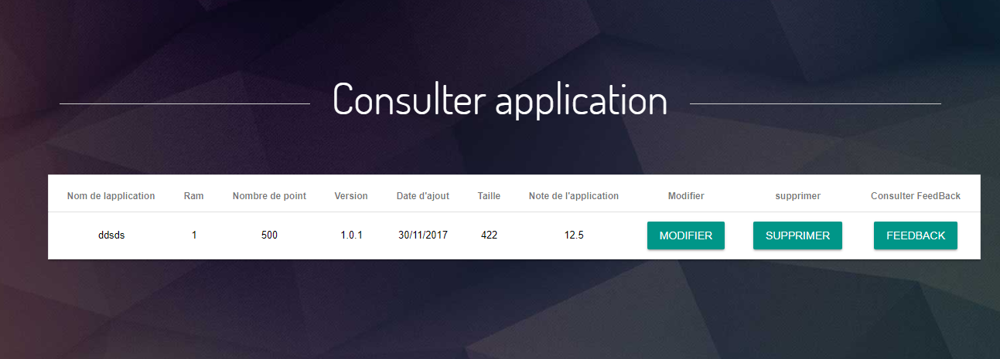 Consulter application
Nom de lapplication Ram Nombre de point Version Date d'ajout Taille Note de l'application Modifier supprimer Consulter FeedBack
ddsds 1 500 1.0.1 30/11/2017 422 12.5 MODIFIER SUPPRIMER FEEDBACK